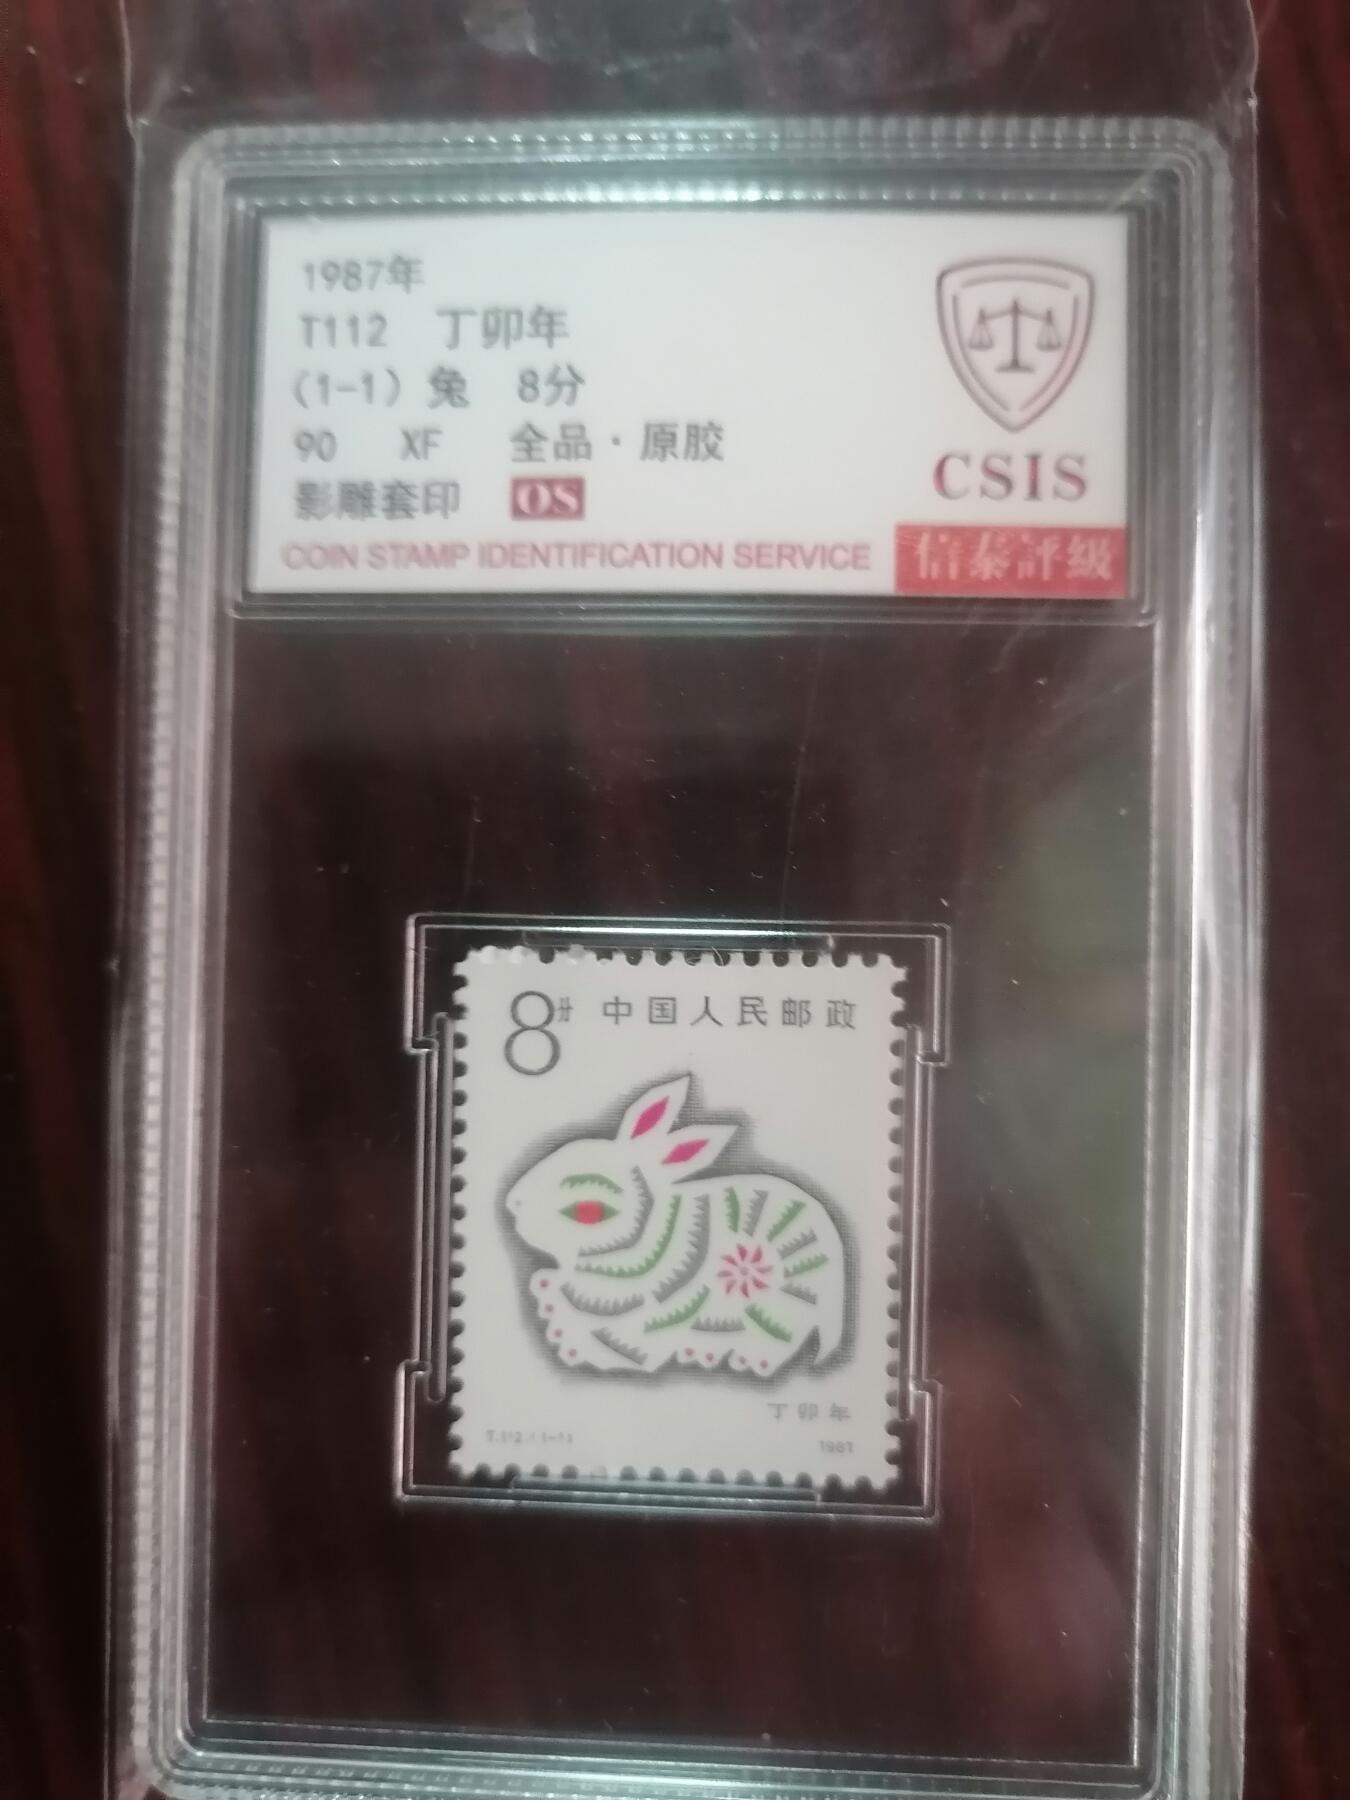 1987年
T112 丁卯年
(1-1) 兔 8分
90 XF 全品·原胶
影雕套印 OS
CSIS
COIN STAMP IDENTIFICATION SERVICE 信泰評級
8分 中国人民邮政
丁卯年
T.112.(1-1) 1987